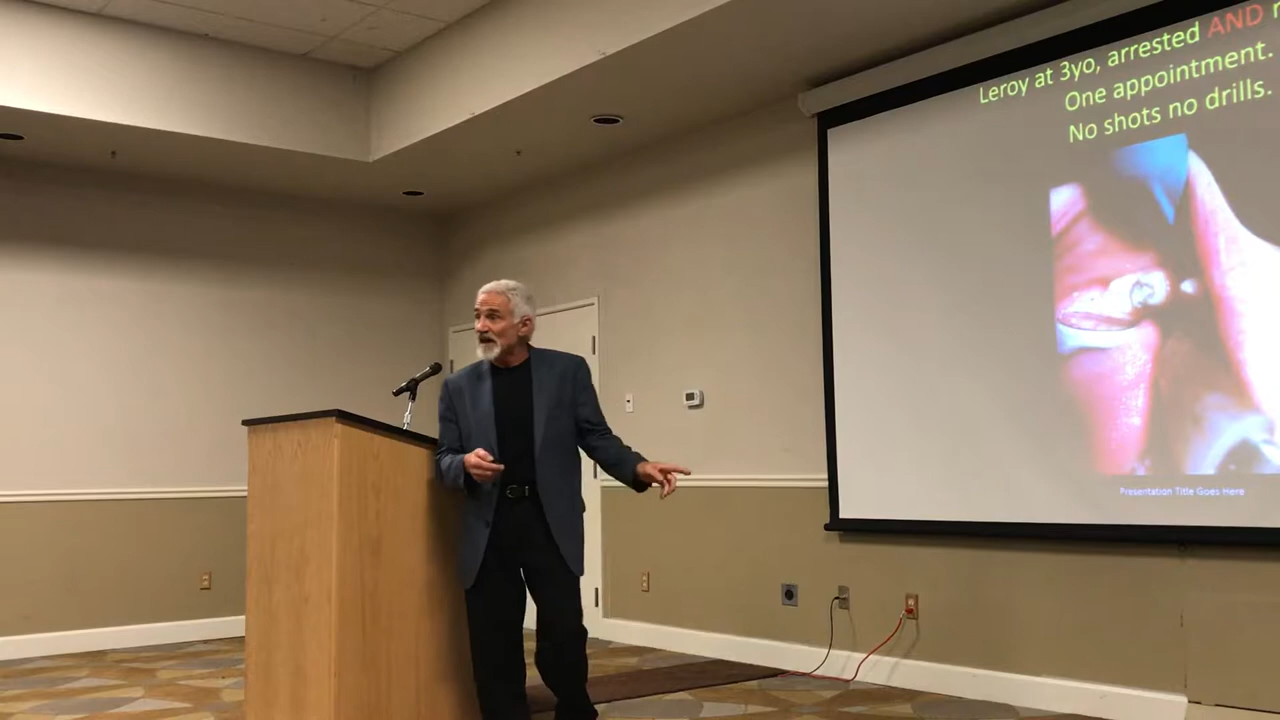 Leroy at 3yo, arrested AND
One appointment.
No shots no drills.
Presentation Title Goes Here